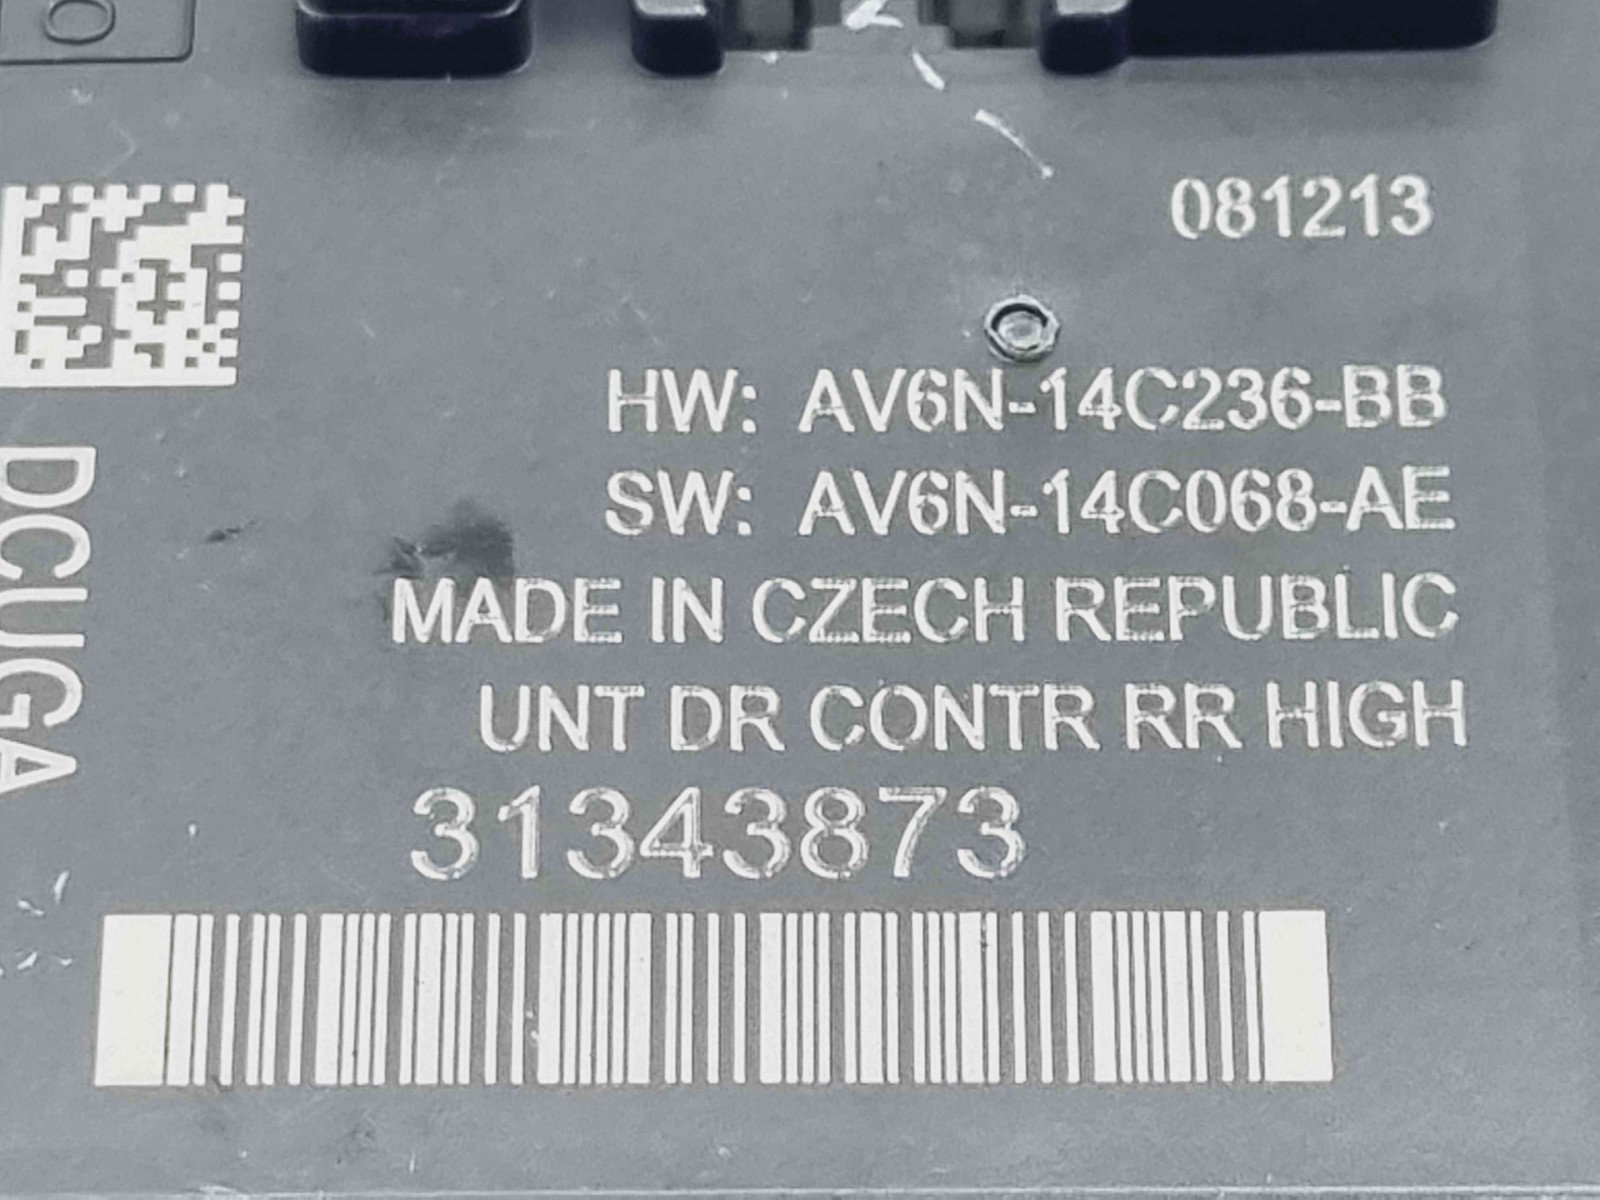 081213
HW: AV6N-14C236-BB
SW: AV6N-14C068-AE
MADE IN CZECH REPUBLIC
UNT DR CONTR RR HIGH
31343873
DCUGA